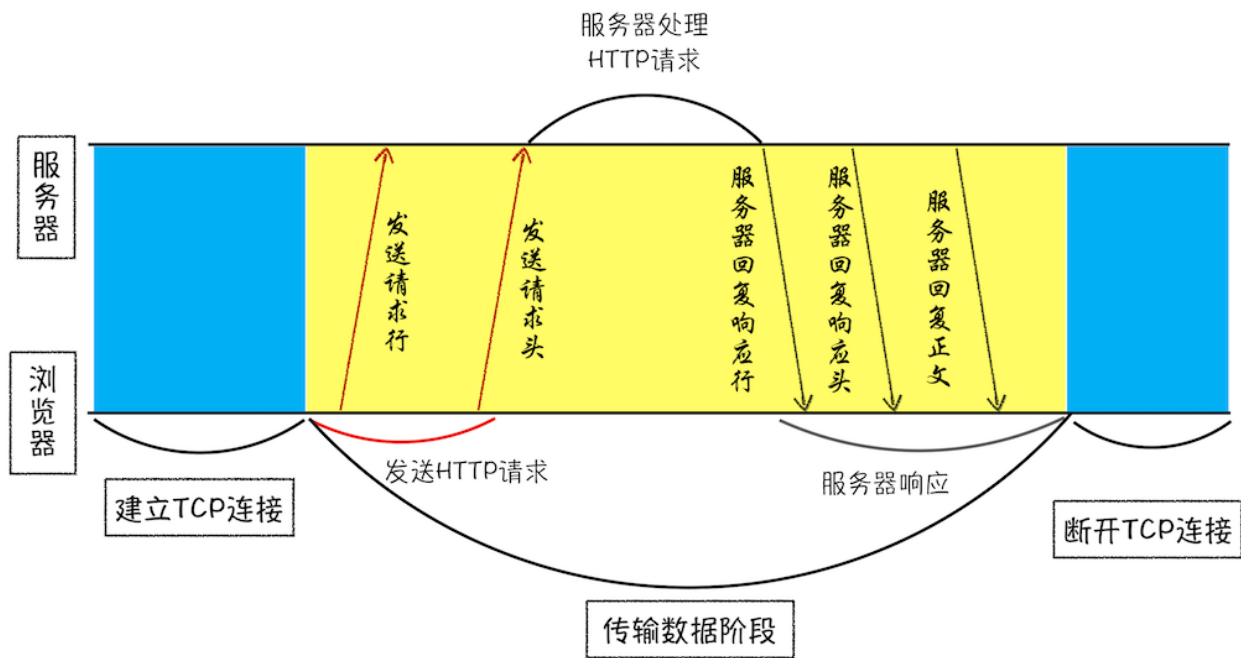 服务器处理
HTTP请求
服务器
发送请求行
发送请求头
服务器回复响应行
服务器回复响应头
服务器回复正文
浏览器
发送HTTP请求
服务器响应
建立TCP连接
断开TCP连接
传输数据阶段